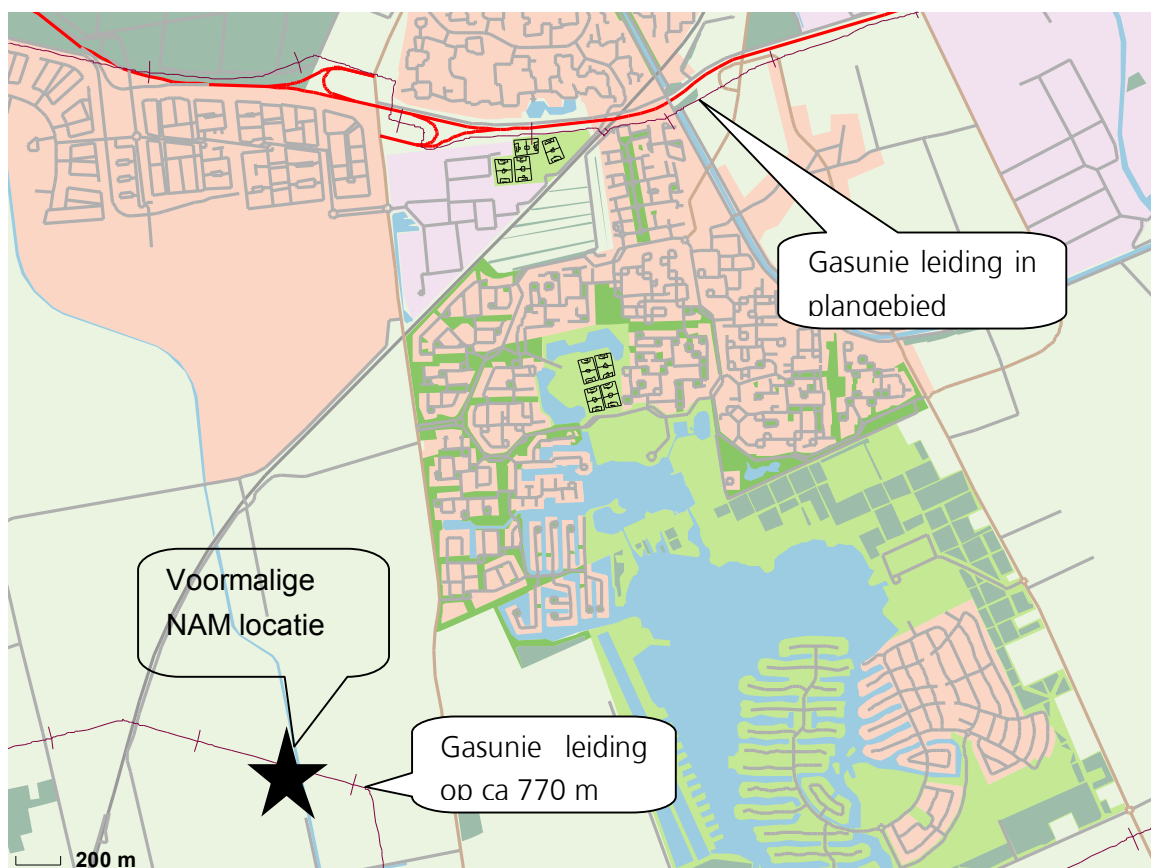 Gasunie leiding in
plangebied
Voormalige
NAM locatie
Gasunie leiding
op ca 770 m
200 m